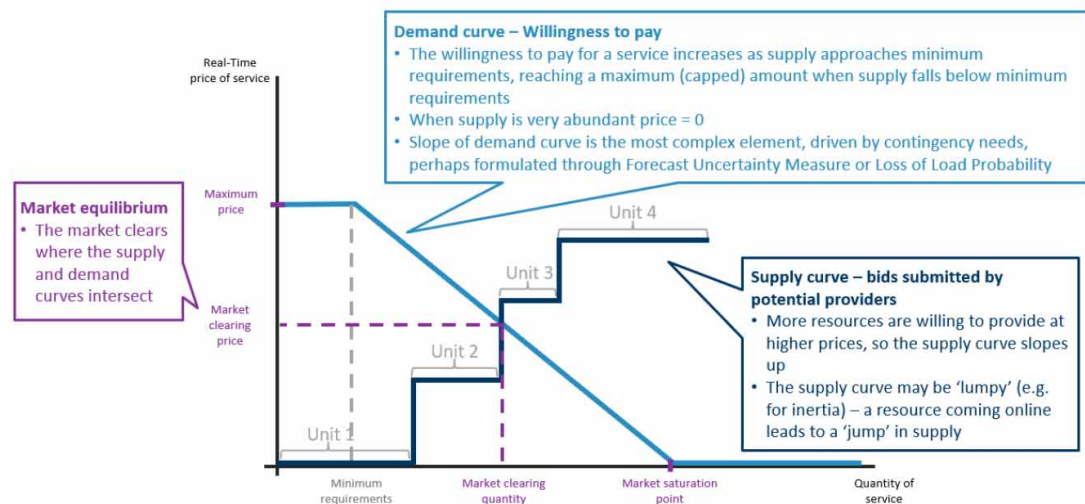 Demand curve – Willingness to pay
• The willingness to pay for a service increases as supply approaches minimum
requirements, reaching a maximum (capped) amount when supply falls below minimum
requirements
• When supply is very abundant price = 0
• Slope of demand curve is the most complex element, driven by contingency needs,
perhaps formulated through Forecast Uncertainty Measure or Loss of Load Probability
Real-Time
price of service
Market equilibrium
• The market clears
where the supply
and demand
curves intersect
Maximum
price
Market
clearing
price
Unit 1
Unit 2
Unit 3
Unit 4
Supply curve – bids submitted by
potential providers
• More resources are willing to provide at
higher prices, so the supply curve slopes
up
• The supply curve may be ‘lumpy’ (e.g.
for inertia) – a resource coming online
leads to a ‘jump’ in supply
Minimum
requirements
Market clearing
quantity
Market saturation
point
Quantity of
service